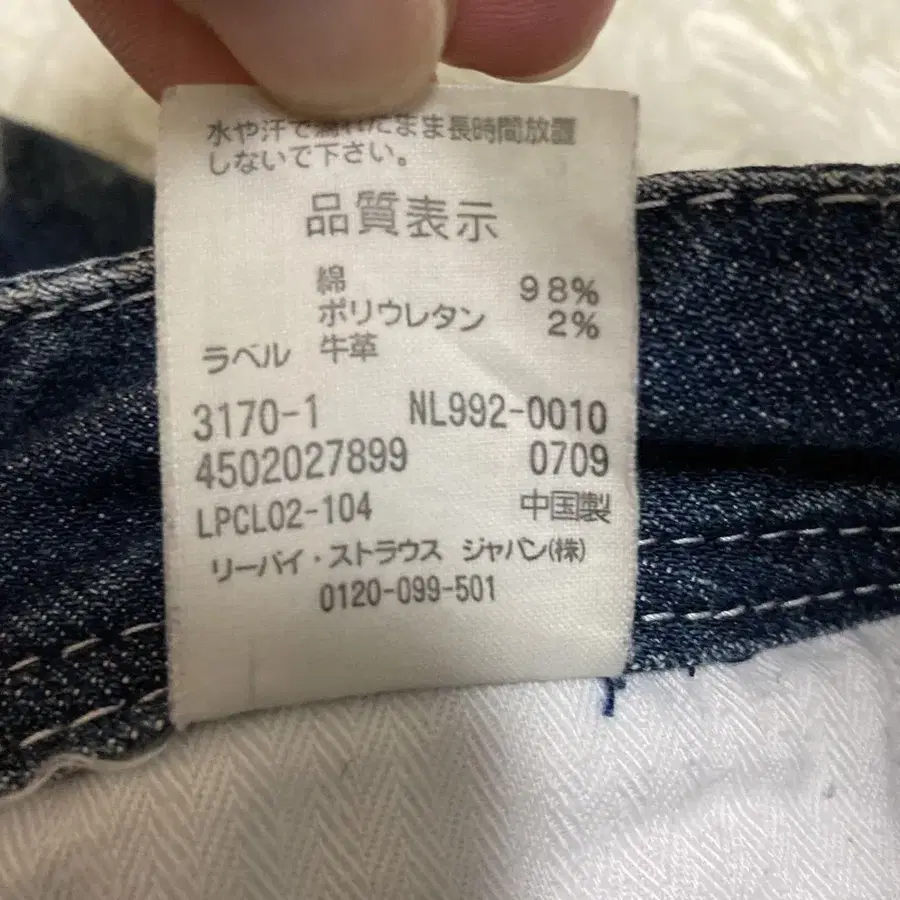 水や汗で濡れたまま長時間放置
しないで下さい。
品質表示
綿 98%
ポリウレタン 2%
ラベル 牛革
3170-1 NL992-0010
4502027899 0709
LPCL02-104 中国製
リーバイ・ストラウス ジャパン(株)
0120-099-501